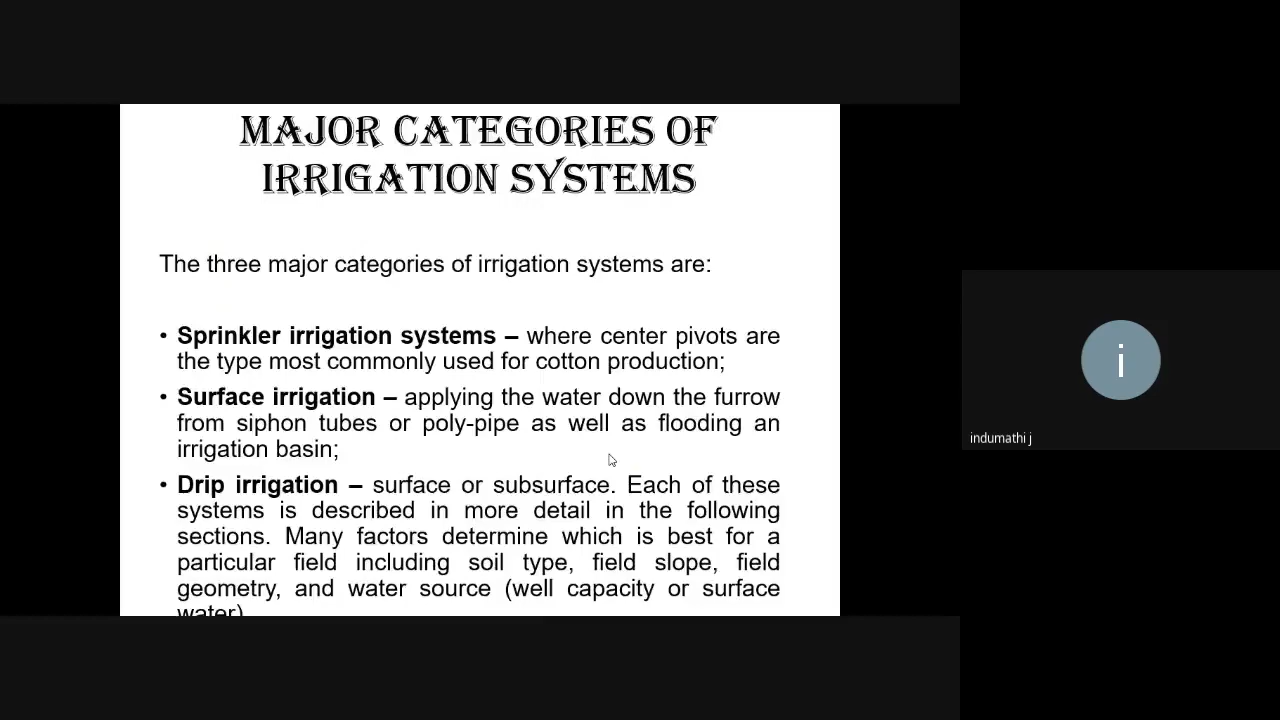 MAJOR CATEGORIES OF
IRRIGATION SYSTEMS
The three major categories of irrigation systems are:
• Sprinkler irrigation systems – where center pivots are
the type most commonly used for cotton production;
• Surface irrigation – applying the water down the furrow
from siphon tubes or poly-pipe as well as flooding an
irrigation basin;
• Drip irrigation – surface or subsurface. Each of these
systems is described in more detail in the following
sections. Many factors determine which is best for a
particular field including soil type, field slope, field
geometry, and water source (well capacity or surface
water)
i
indumathi j